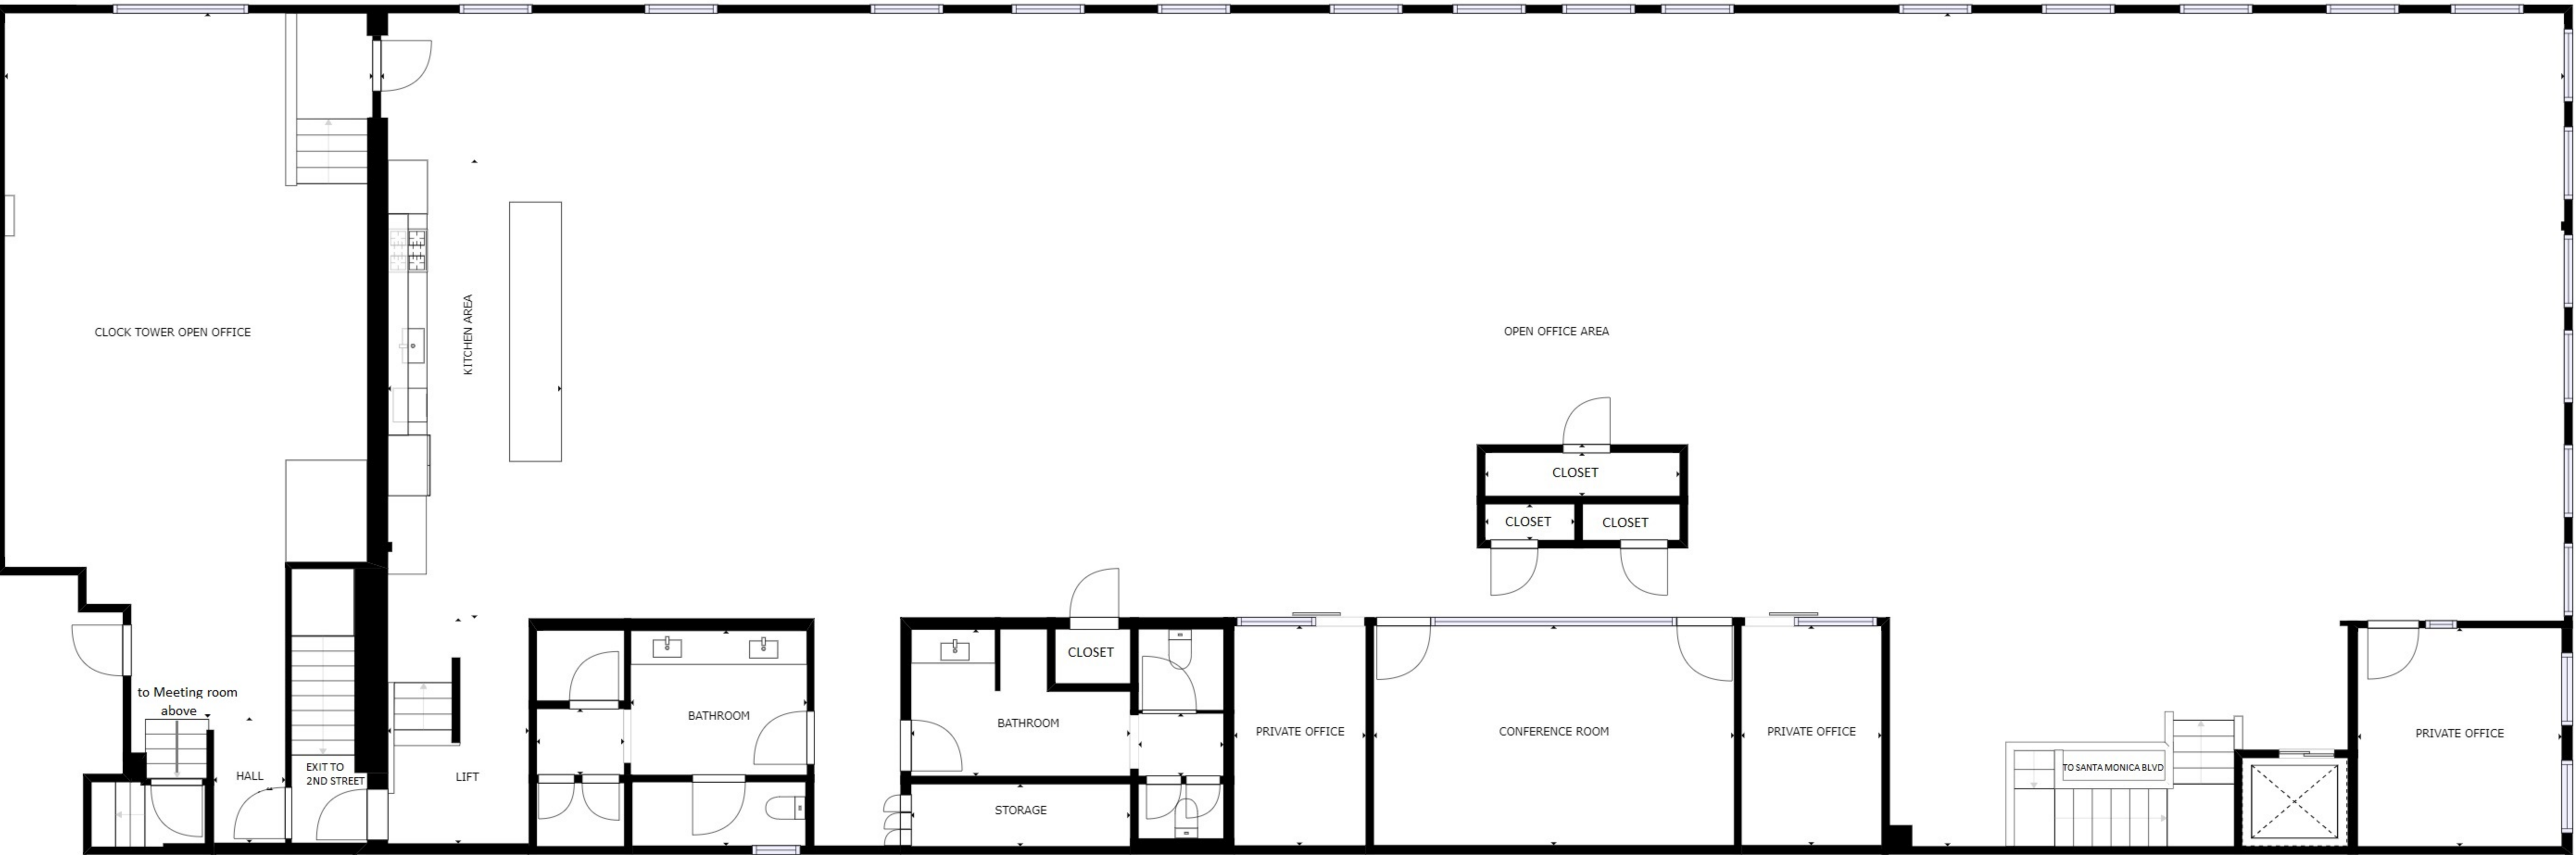 CLOCK TOWER OPEN OFFICE
KITCHEN AREA
OPEN OFFICE AREA
CLOSET
CLOSET
CLOSET
CLOSET
to Meeting room
above
HALL
EXIT TO
2ND STREET
LIFT
BATHROOM
BATHROOM
STORAGE
PRIVATE OFFICE
CONFERENCE ROOM
PRIVATE OFFICE
TO SANTA MONICA BLVD
PRIVATE OFFICE